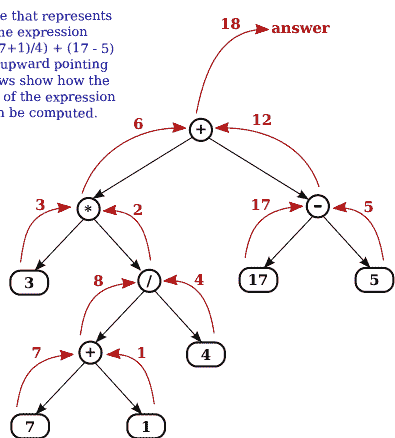 e that represents
ne expression
7+1)/4) + (17 - 5)
upward pointing
ws show how the
of the expression
n be computed.
18 answer
+
6 12
3 * 2 17 - 5
3 8 / 4 17 5
7 + 1 4
7 1